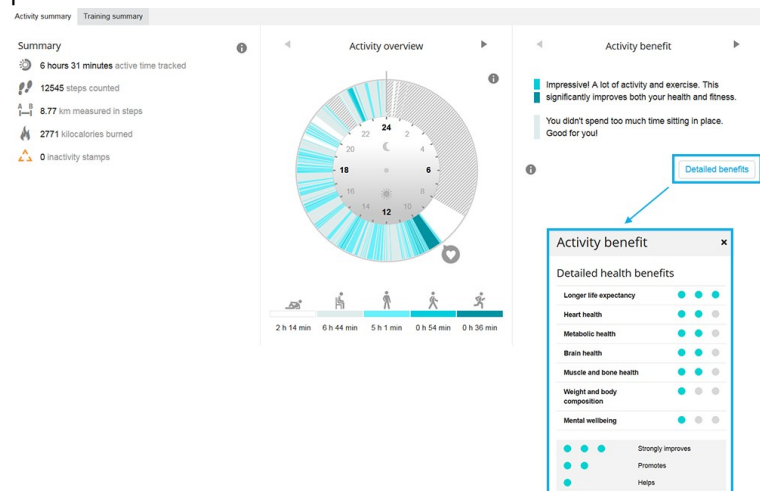 Activity summary
Training summary
Summary
6 hours 31 minutes active time tracked
12545 steps counted
A B
8.77 km measured in steps
2771 kilocalories burned
0 inactivity stamps
Activity overview
24
22
2
20
4
18
6
16
8
14
10
12
2 h 14 min
6 h 44 min
5 h 1 min
0 h 54 min
0 h 36 min
Activity benefit
Impressive! A lot of activity and exercise. This
significantly improves both your health and fitness.
You didn't spend too much time sitting in place.
Good for you!
Detailed benefits
Activity benefit ×
Detailed health benefits
Longer life expectancy
Heart health
Metabolic health
Brain health
Muscle and bone health
Weight and body
composition
Mental wellbeing
Strongly improves
Promotes
Helps